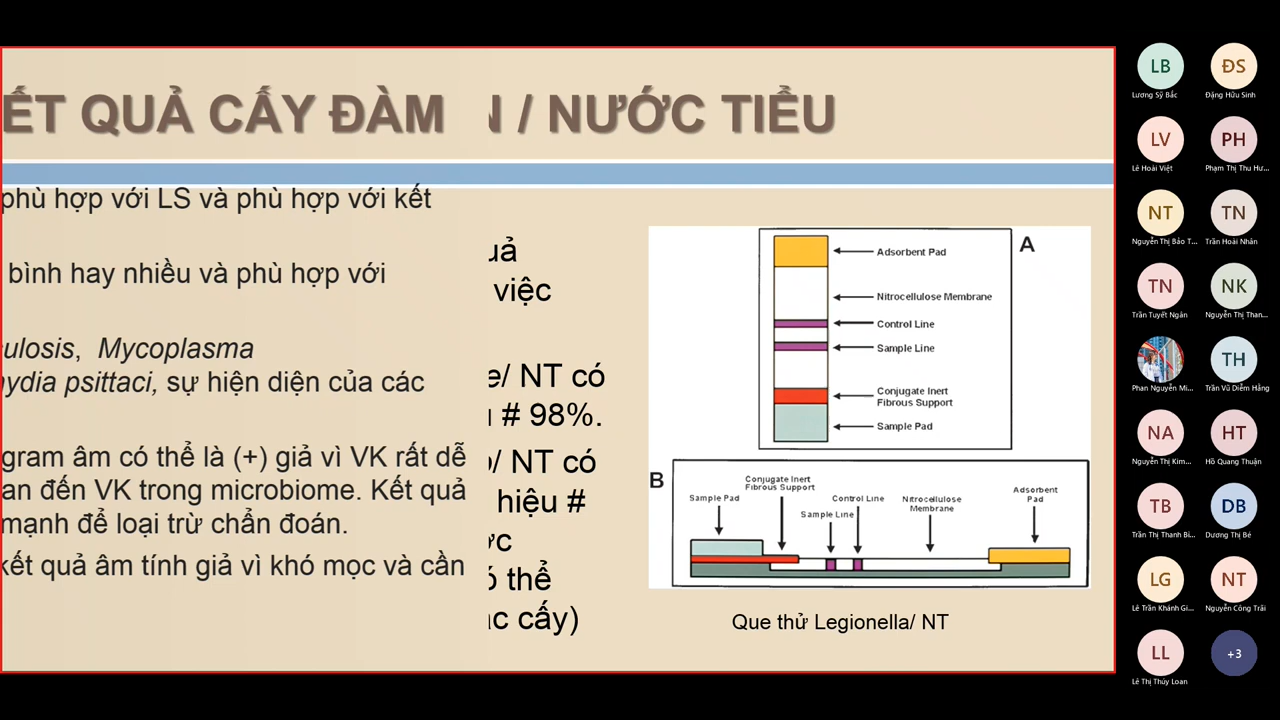 ẾT QUẢ CẤY ĐÀM
N / NƯỚC TIỂU
phù hợp với LS và phù hợp với kết
bình hay nhiều và phù hợp với
culosis, Mycoplasma
ydia psittaci, sự hiện diện của các
gram âm có thể là (+) giả vì VK rất dễ
an đến VK trong microbiome. Kết quả
mạnh để loại trừ chẩn đoán.
kết quả âm tính giả vì khó mọc và cần
uả
việc
e/ NT có
# 98%.
/ NT có
hiệu #
ớc
ó thể
ác cấy)
A
Adsorbent Pad
Nitrocellulose Membrane
Control Line
Sample Line
Conjugate Inert
Fibrous Support
Sample Pad
B
Sample Pad
Conjugate Inert
Fibrous Support
Sample Line
Control Line
Nitrocellulose
Membrane
Adsorbent
Pad
Que thử Legionella/ NT
LB
Lương Sỹ Bắc
ĐS
Đặng Hữu Sinh
LV
Lê Hoài Việt
PH
Phạm Thị Thu Hư...
NT
Nguyễn Thị Bảo T...
TN
Trần Hoài Nhân
TN
Trần Tuyết Ngân
NK
Nguyễn Thị Than...
Phan Nguyễn Mi...
TH
Trần Vũ Diễm Hằng
NA
Nguyễn Thị Kim...
HT
Hồ Quang Thuận
TB
Trần Thị Thanh Bì...
DB
Dương Thị Bé
LG
Lê Trần Khánh Gi...
NT
Nguyễn Công Trãi
LL
Lê Thị Thúy Loan
+3